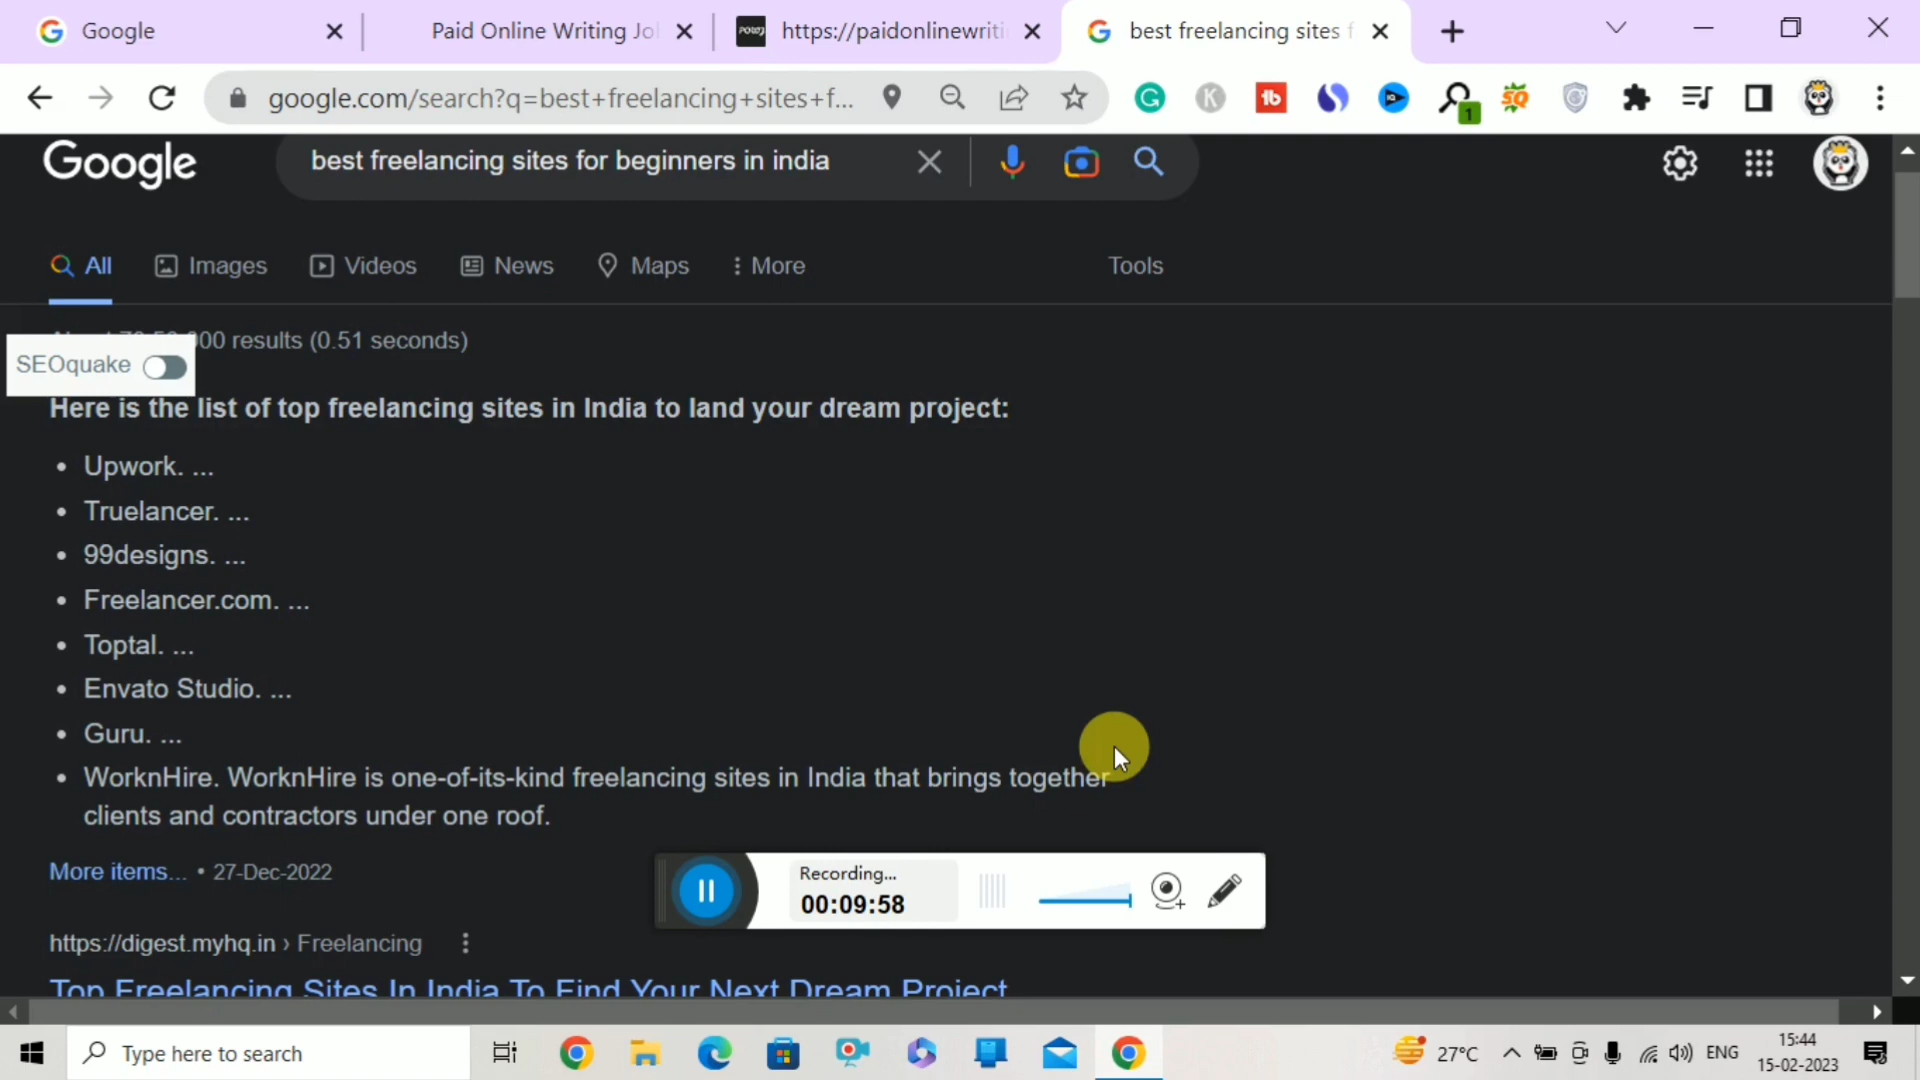 Google
Paid Online Writing Jo
https://paidonlinewriti
best freelancing sites f
google.com/search?q=best+freelancing+sites+f...
1
Google
best freelancing sites for beginners in india
All
Images
Videos
News
Maps
More
Tools
000 results (0.51 seconds)
SEOquake
Here is the list of top freelancing sites in India to land your dream project:
• Upwork. ...
• Truelancer. ...
• 99designs. ...
• Freelancer.com. ...
• Toptal. ...
• Envato Studio. ...
• Guru. ...
• WorknHire. WorknHire is one-of-its-kind freelancing sites in India that brings together
clients and contractors under one roof.
More items... • 27-Dec-2022
Recording...
00:09:58
https://digest.myhq.in › Freelancing
Top Freelancing Sites In India To Find Your Next Dream Project
Type here to search
27°C
ENG
15:44
15-02-2023